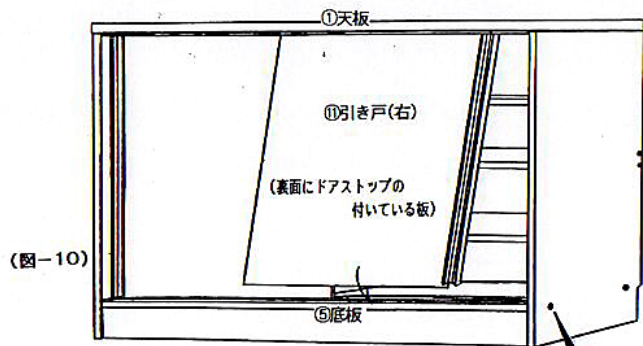 ①天板
⑪引き戸(右)
(裏面にドアストップの
付いている板)
(図-10)
⑤底板